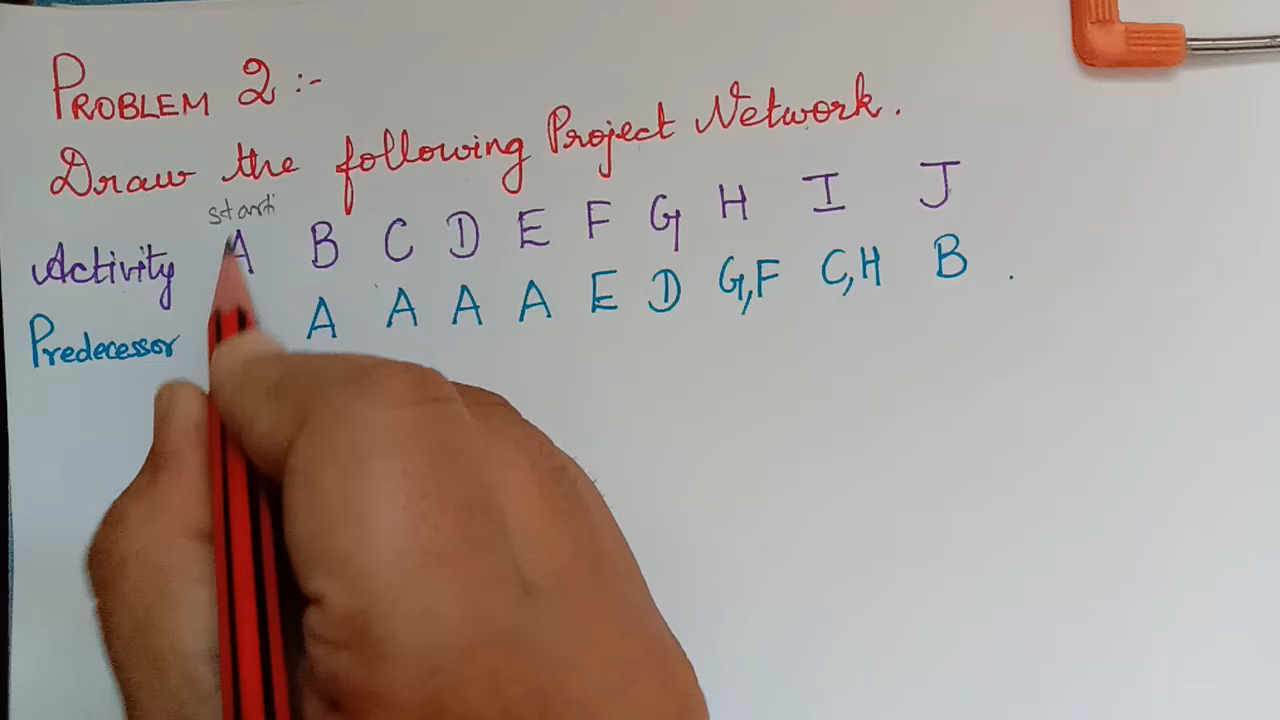 PROBLEM 2 :-
Draw the following Project Network.
start
Activity A B C D E F G H I J
Predecessor A A A A E D G,F C,H B .